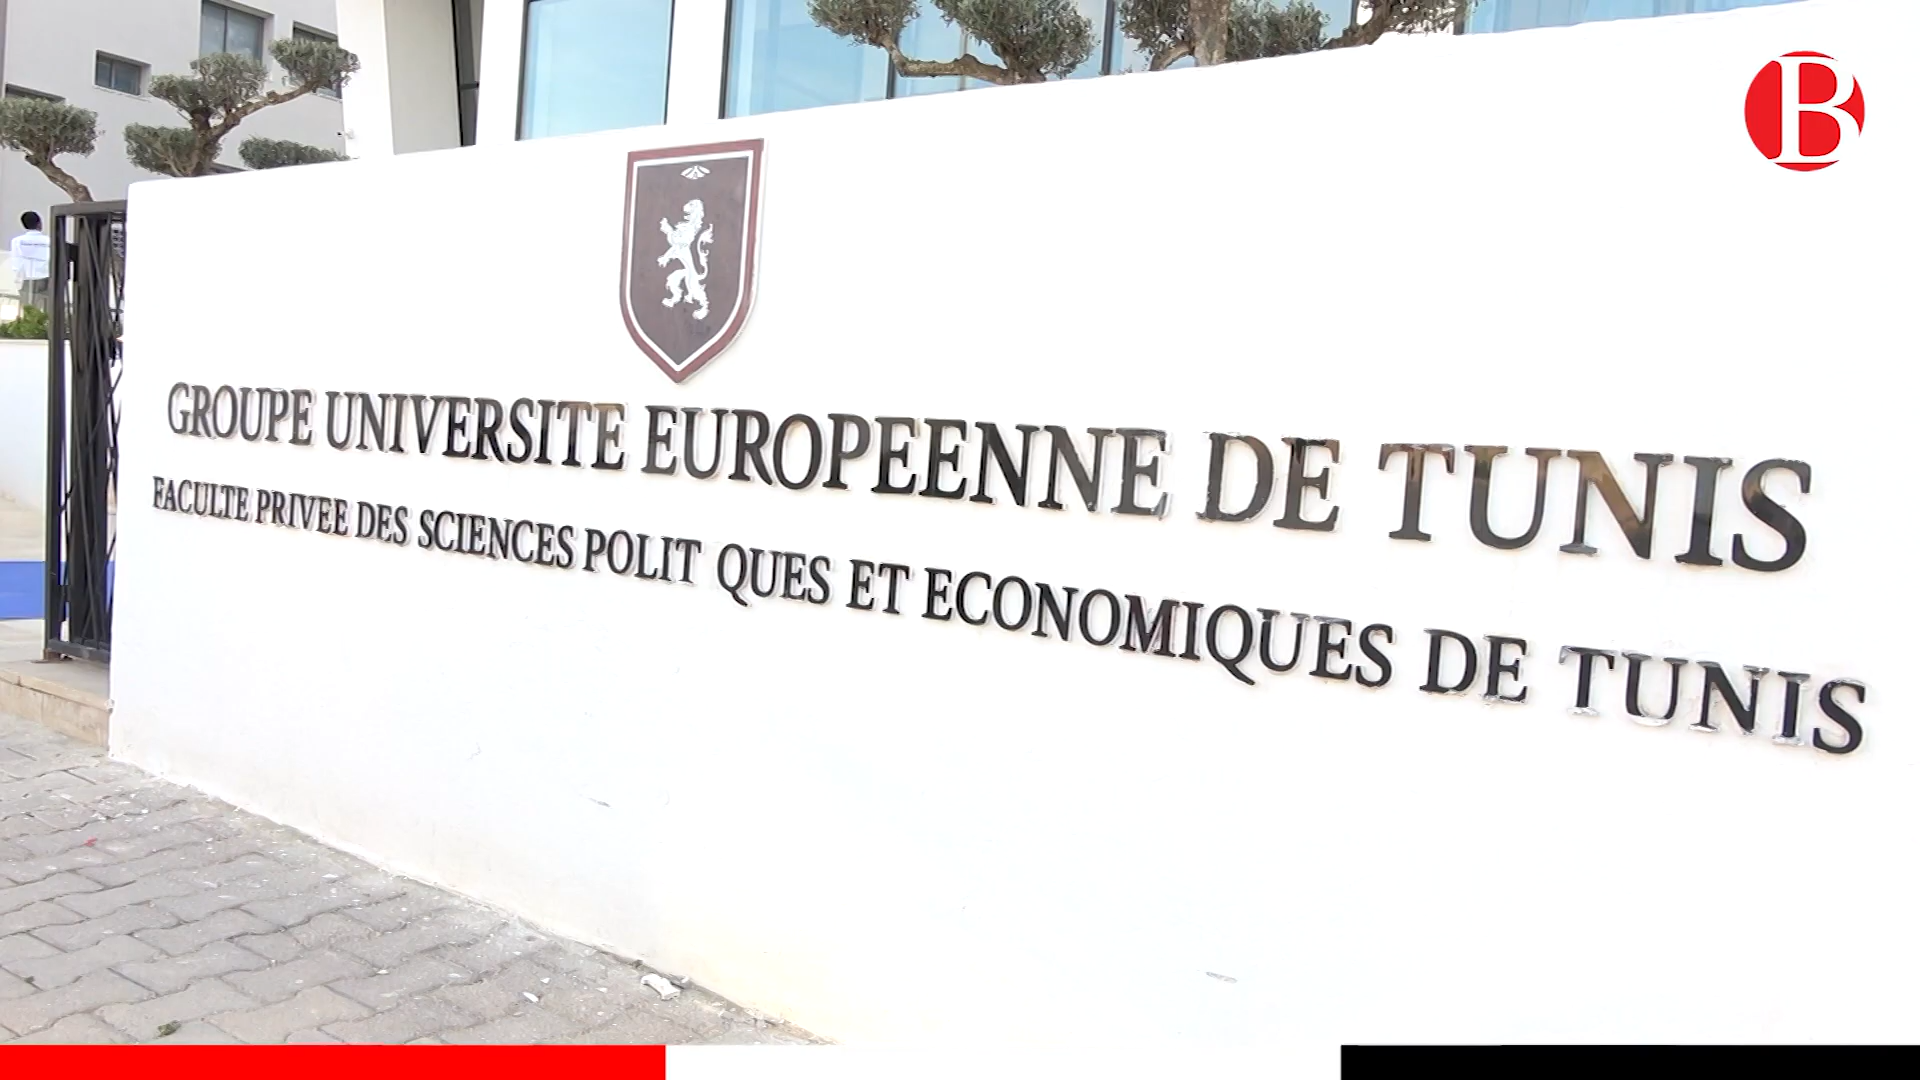 B
GROUPE UNIVERSITE EUROPEENNE DE TUNIS
FACULTE PRIVEE DES SCIENCES POLIT QUES ET ECONOMIQUES DE TUNIS